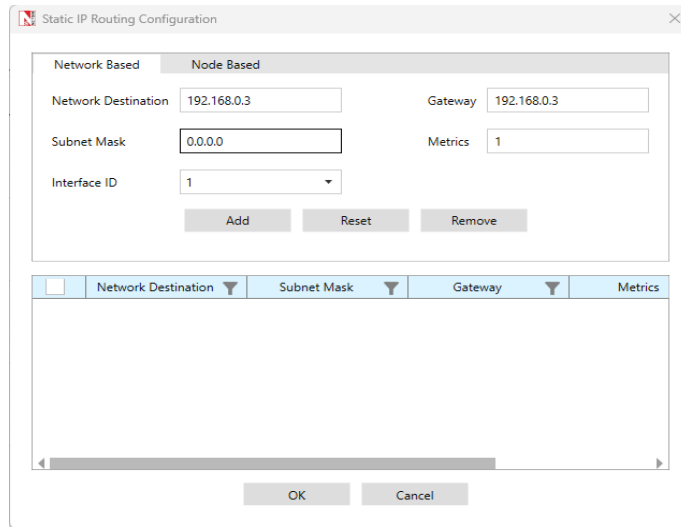 Static IP Routing Configuration
Network Based Node Based
Network Destination 192.168.0.3 Gateway 192.168.0.3
Subnet Mask 0.0.0.0 Metrics 1
Interface ID 1
Add Reset Remove
Network Destination Subnet Mask Gateway Metrics
OK Cancel